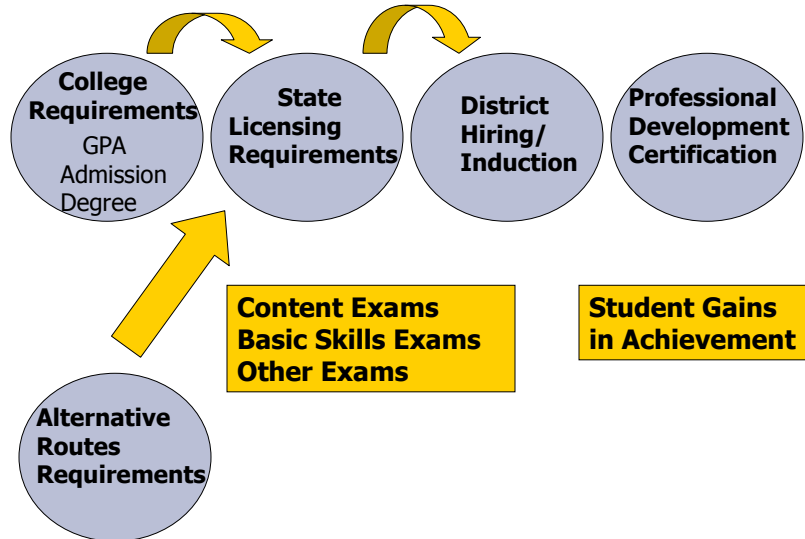 College
Requirements
GPA
Admission
Degree
State
Licensing
Requirements
District
Hiring/
Induction
Professional
Development
Certification
Content Exams
Basic Skills Exams
Other Exams
Student Gains
in Achievement
Alternative
Routes
Requirements